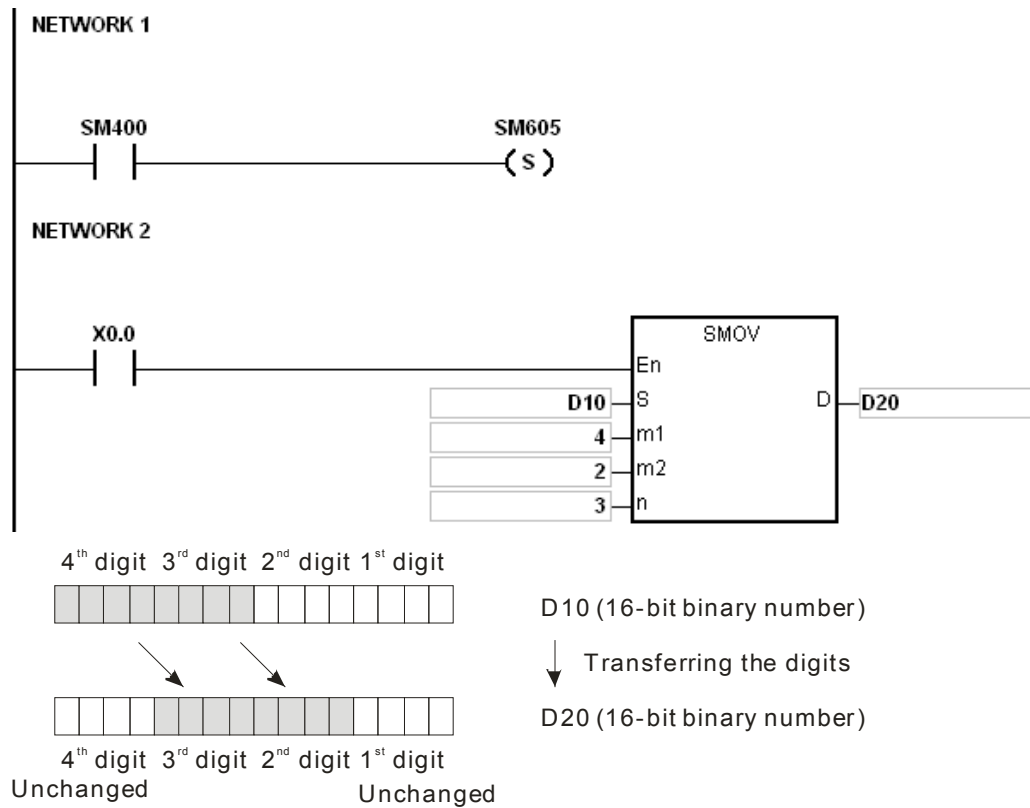 NETWORK 1
SM400 SM605
( S )
NETWORK 2
X0.0 SMOV
En
D10 S D D20
4 m1
2 m2
3 n
4th digit 3rd digit 2nd digit 1st digit
D10 (16-bit binary number)
Transferring the digits
D20 (16-bit binary number)
4th digit 3rd digit 2nd digit 1st digit
Unchanged Unchanged